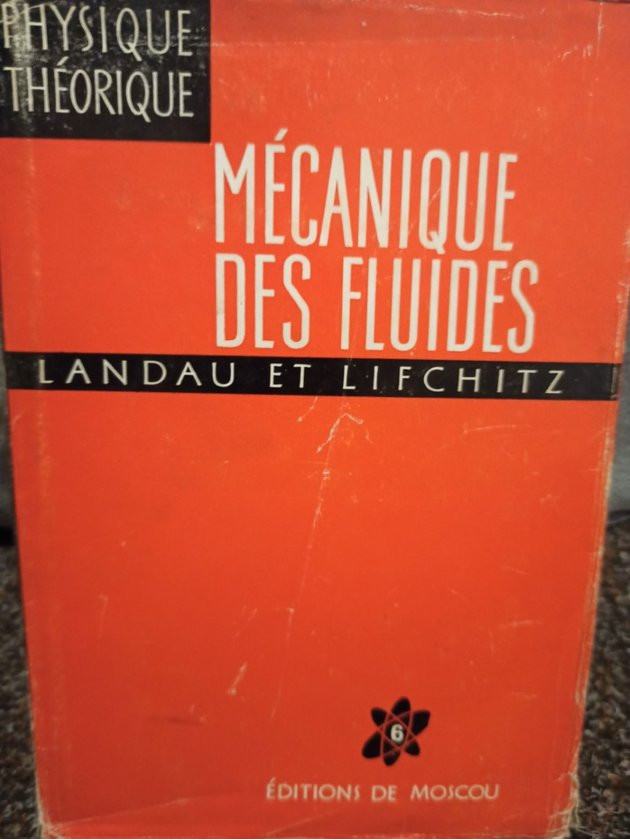 PHYSIQUE
THÉORIQUE
MÉCANIQUE
DES FLUIDES
LANDAU ET LIFCHITZ
6
ÉDITIONS DE MOSCOU